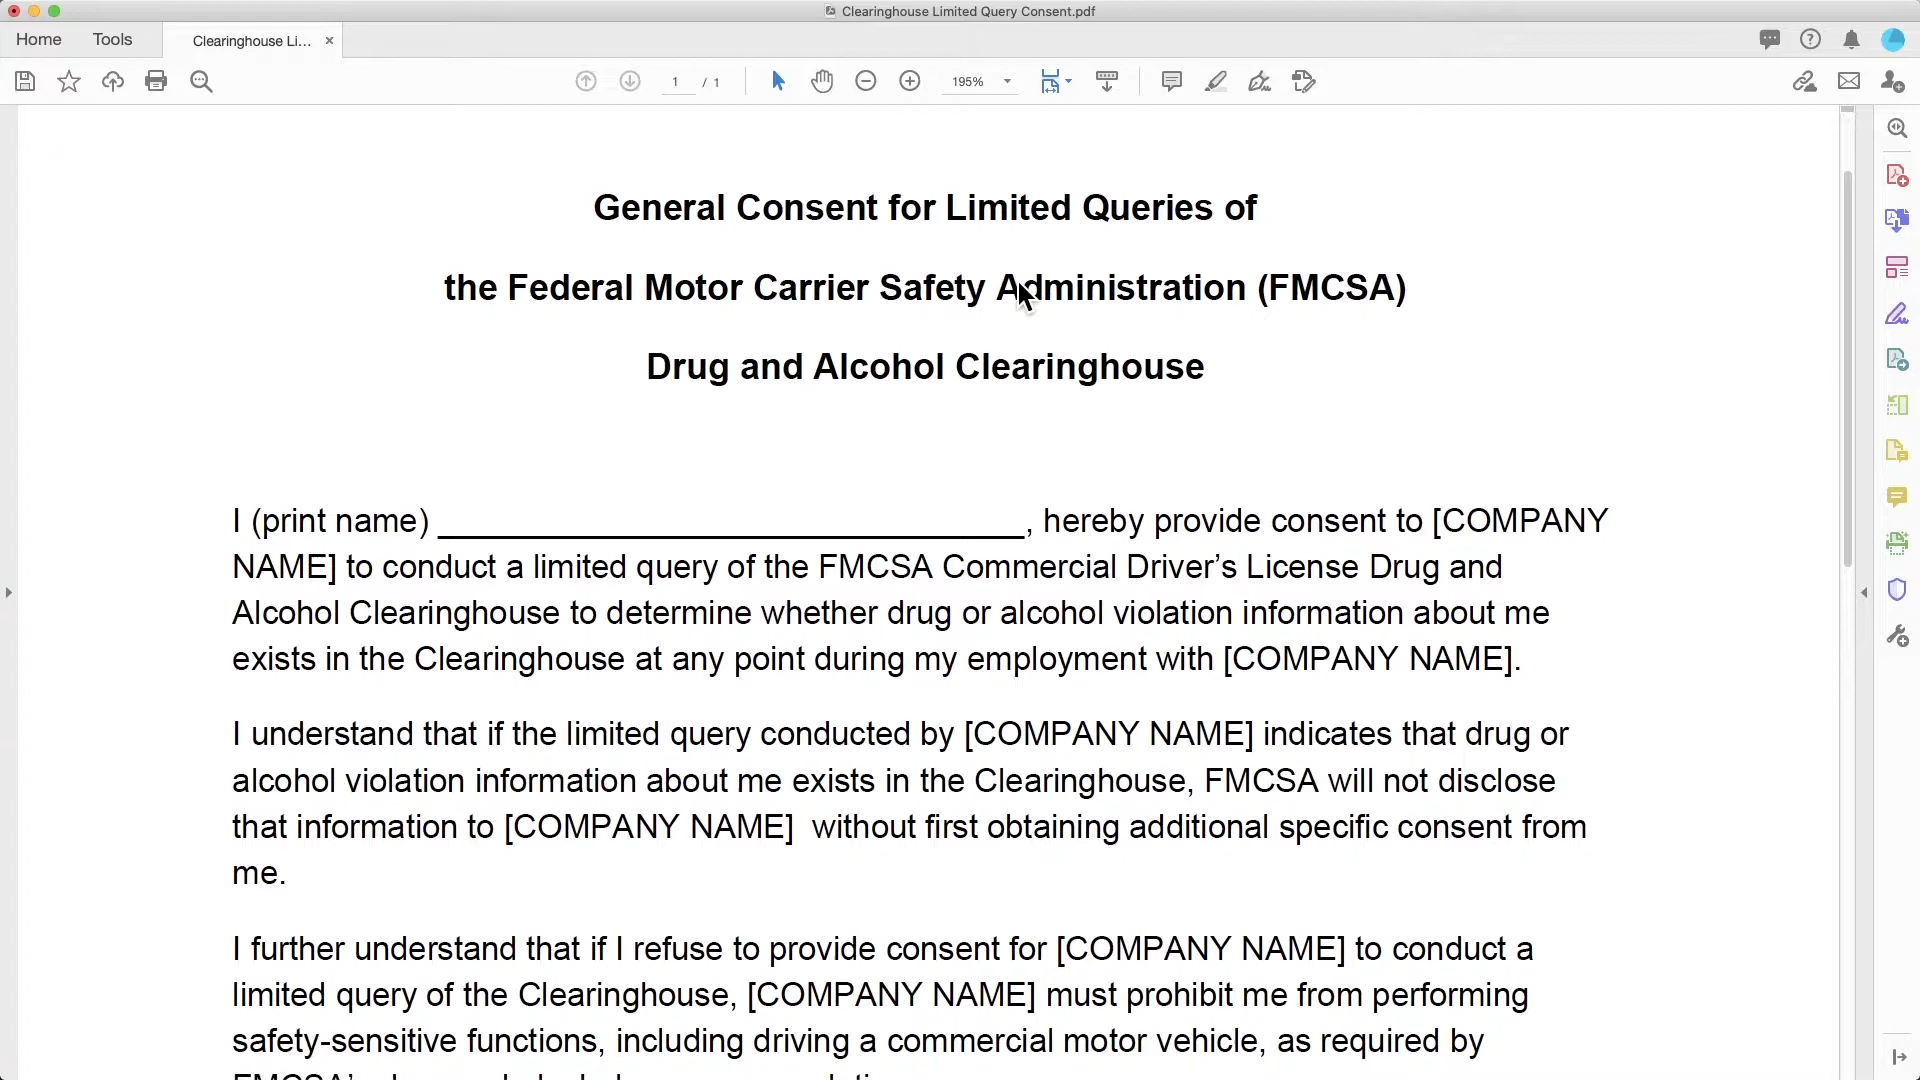 Clearinghouse Limited Query Consent.pdf
Home Tools Clearinghouse Li... ×
1 / 1 195%
General Consent for Limited Queries of
the Federal Motor Carrier Safety Administration (FMCSA)
Drug and Alcohol Clearinghouse
I (print name) ________________________________, hereby provide consent to [COMPANY
NAME] to conduct a limited query of the FMCSA Commercial Driver’s License Drug and
Alcohol Clearinghouse to determine whether drug or alcohol violation information about me
exists in the Clearinghouse at any point during my employment with [COMPANY NAME].
I understand that if the limited query conducted by [COMPANY NAME] indicates that drug or
alcohol violation information about me exists in the Clearinghouse, FMCSA will not disclose
that information to [COMPANY NAME]  without first obtaining additional specific consent from
me.
I further understand that if I refuse to provide consent for [COMPANY NAME] to conduct a
limited query of the Clearinghouse, [COMPANY NAME] must prohibit me from performing
safety-sensitive functions, including driving a commercial motor vehicle, as required by